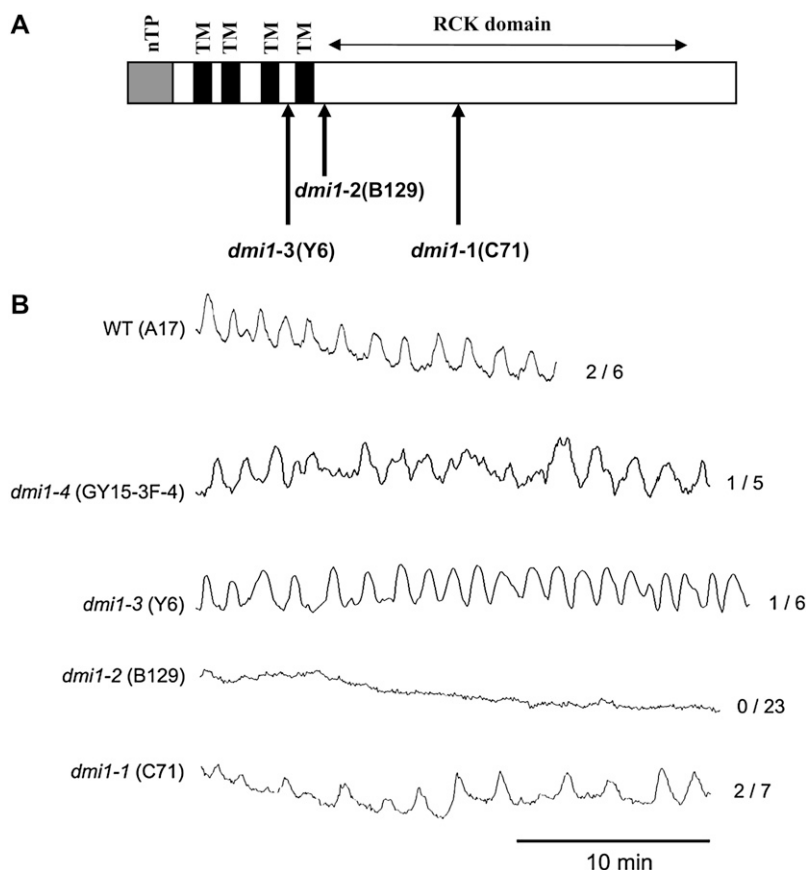 A
nTP
TM
TM
TM
TM
RCK domain
dmi1-2(B129)
dmi1-3(Y6)
dmi1-1(C71)
B
WT (A17)
2 / 6
dmi1-4 (GY15-3F-4)
1 / 5
dmi1-3 (Y6)
1 / 6
dmi1-2 (B129)
0 / 23
dmi1-1 (C71)
2 / 7
10 min